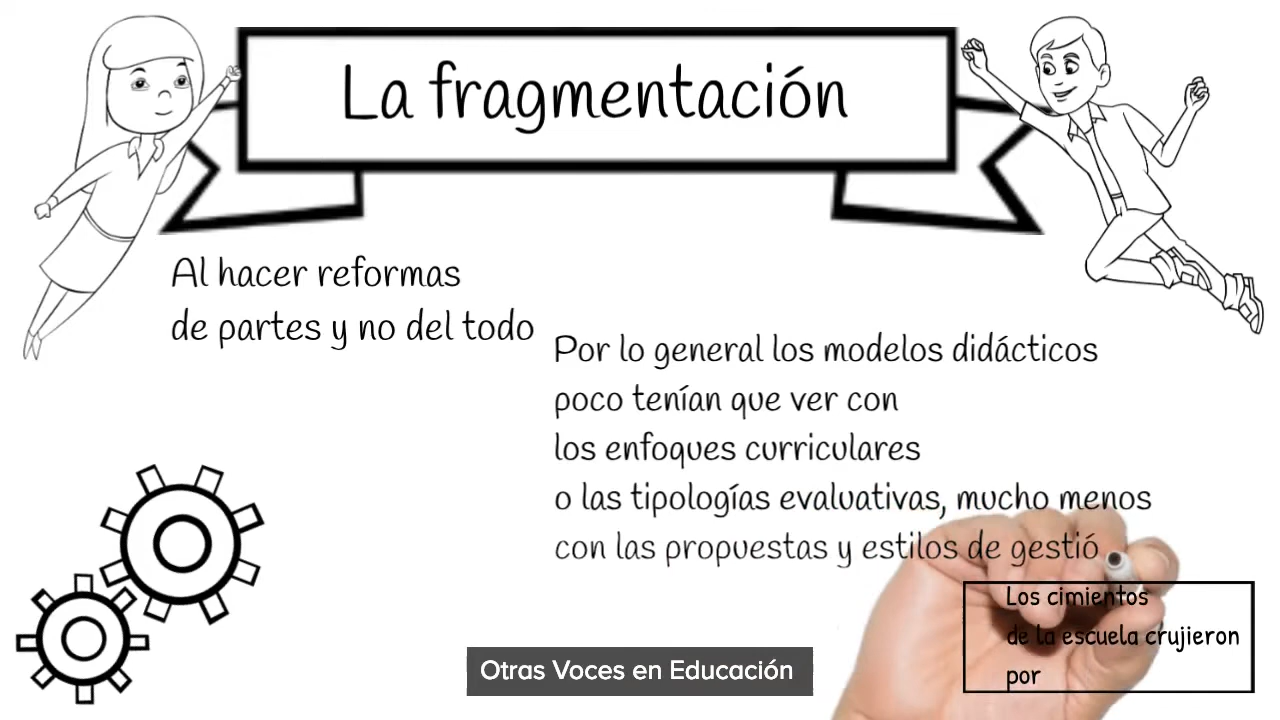 La fragmentación
Al hacer reformas
de partes y no del todo
Por lo general los modelos didácticos
poco tenían que ver con
los enfoques curriculares
o las tipologías evaluativas, mucho menos
con las propuestas y estilos de gestió
Los cimientos
de la escuela crujieron
por
Otras Voces en Educación